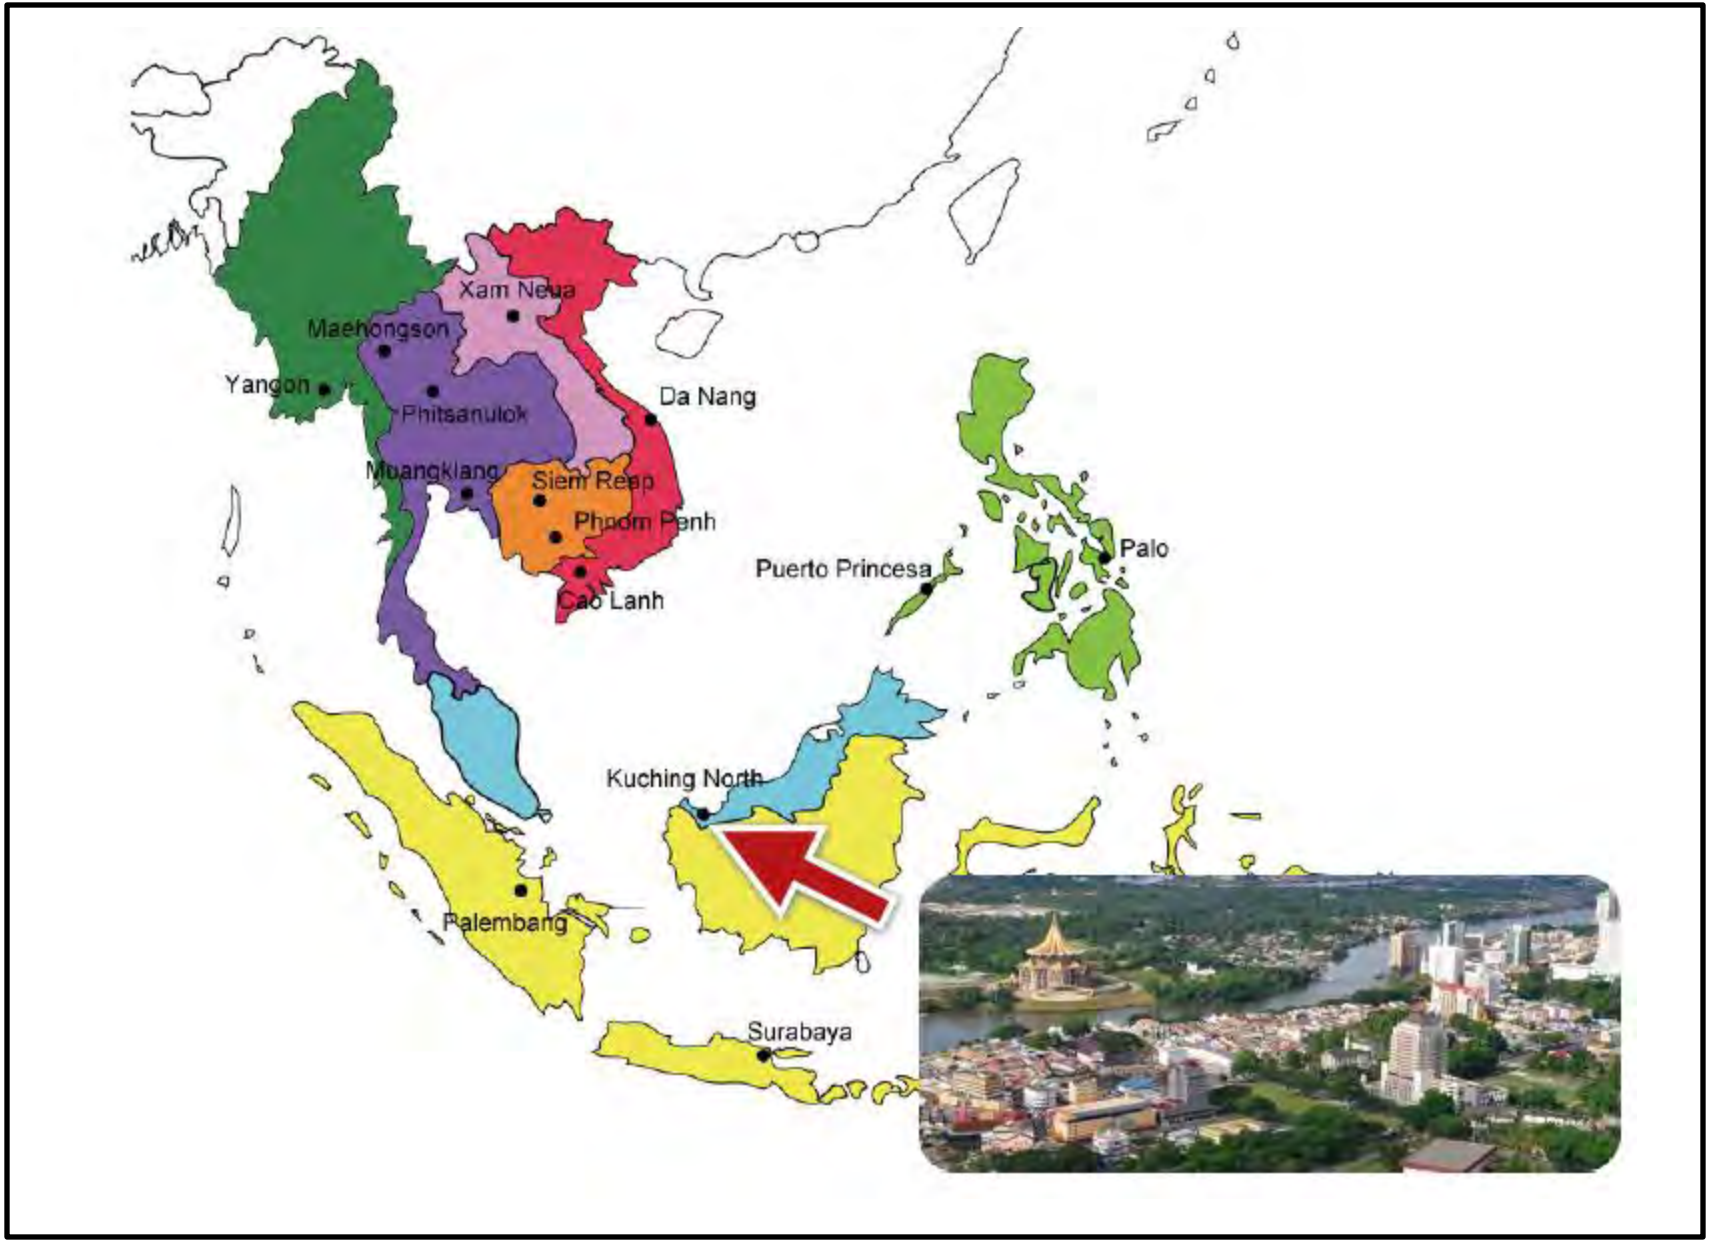 Xam Neua
Maehongson
Yangon
Phitsanulok
Da Nang
Muangklang
Siem Reap
Phnom Penh
Cao Lanh
Puerto Princesa
Palo
Kuching North
Palembang
Surabaya